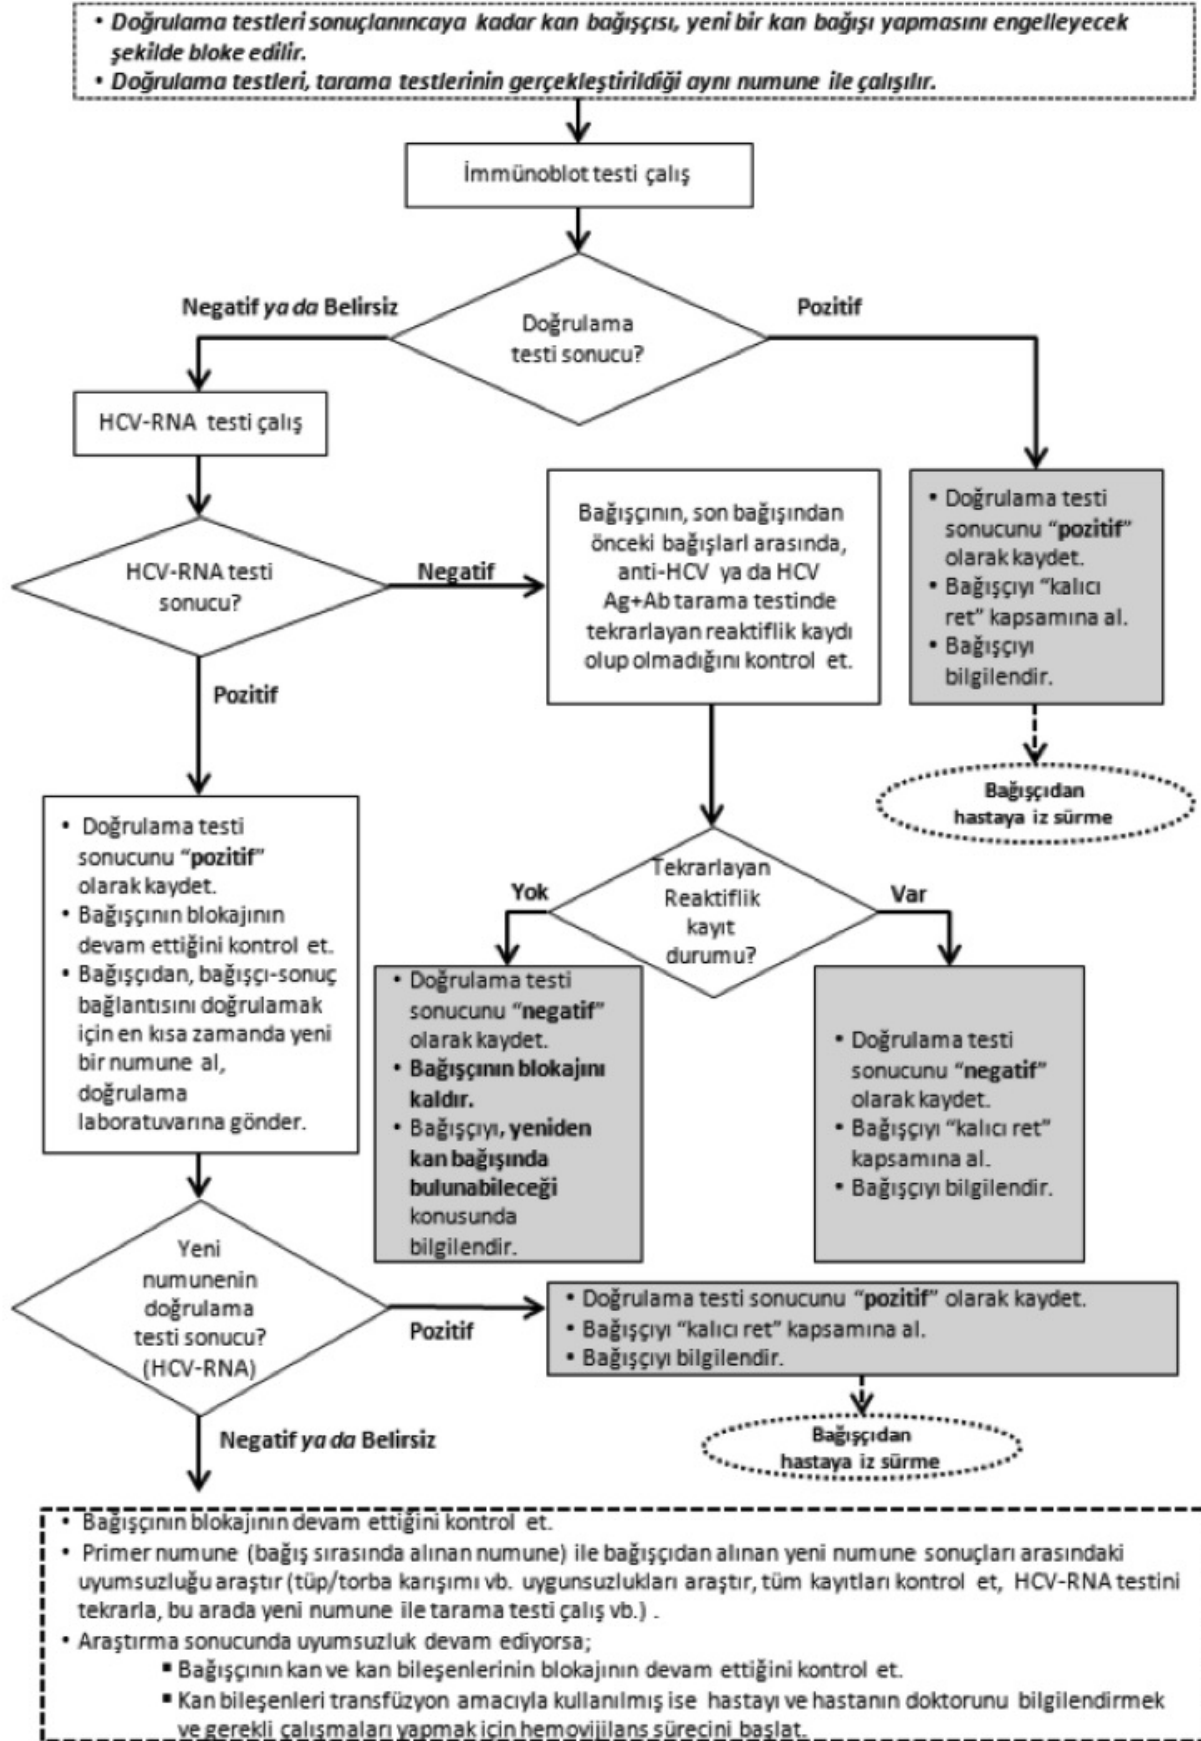 • Doğrulama testleri sonuçlanıncaya kadar kan bağışçısı, yeni bir kan bağışı yapmasını engelleyecek
şekilde bloke edilir.
• Doğrulama testleri, tarama testlerinin gerçekleştirildiği aynı numune ile çalışılır.
İmmünoblot testi çalış
Negatif ya da Belirsiz
Pozitif
Doğrulama
testi sonucu?
HCV-RNA testi çalış
HCV-RNA testi
sonucu?
Negatif
Pozitif
Bağışçının, son bağışından
önceki bağışlarl arasında,
anti-HCV ya da HCV
Ag+Ab tarama testinde
tekrarlayan reaktiflik kaydı
olup olmadığını kontrol et.
• Doğrulama testi
sonucunu “pozitif”
olarak kaydet.
• Bağışçıyı “kalıcı
ret” kapsamına al.
• Bağışçıyı
bilgilendir.
Bağışçıdan
hastaya iz sürme
• Doğrulama testi
sonucunu “pozitif”
olarak kaydet.
• Bağışçının blokajının
devam ettiğini kontrol et.
• Bağışçıdan, bağışçı-sonuç
bağlantısını doğrulamak
için en kısa zamanda yeni
bir numune al,
doğrulama
laboratuvarına gönder.
Tekrarlayan
Reaktiflik
kayıt
durumu?
Yok
Var
• Doğrulama testi
sonucunu “negatif”
olarak kaydet.
• Bağışçının blokajını
kaldır.
• Bağışçıyı, yeniden
kan bağışında
bulunabileceği
konusunda
bilgilendir.
• Doğrulama testi
sonucunu “negatif”
olarak kaydet.
• Bağışçıyı “kalıcı ret”
kapsamına al.
• Bağışçıyı bilgilendir.
Yeni
numunenin
doğrulama
testi sonucu?
(HCV-RNA)
Pozitif
• Doğrulama testi sonucunu “pozitif” olarak kaydet.
• Bağışçıyı “kalıcı ret” kapsamına al.
• Bağışçıyı bilgilendir.
Bağışçıdan
hastaya iz sürme
Negatif ya da Belirsiz
• Bağışçının blokajının devam ettiğini kontrol et.
• Primer numune (bağış sırasında alınan numune) ile bağışçıdan alınan yeni numune sonuçları arasındaki
uyumsuzluğu araştır (tüp/torba karışımı vb. uygunsuzlukları araştır, tüm kayıtları kontrol et, HCV-RNA testini
tekrarla, bu arada yeni numune ile tarama testi çalış vb.) .
• Araştırma sonucunda uyumsuzluk devam ediyorsa;
▪ Bağışçının kan ve kan bileşenlerinin blokajının devam ettiğini kontrol et.
▪ Kan bileşenleri transfüzyon amacıyla kullanılmış ise hastayı ve hastanın doktorunu bilgilendirmek
ve gerekli çalışmaları yapmak için hemovijilans sürecini başlat.